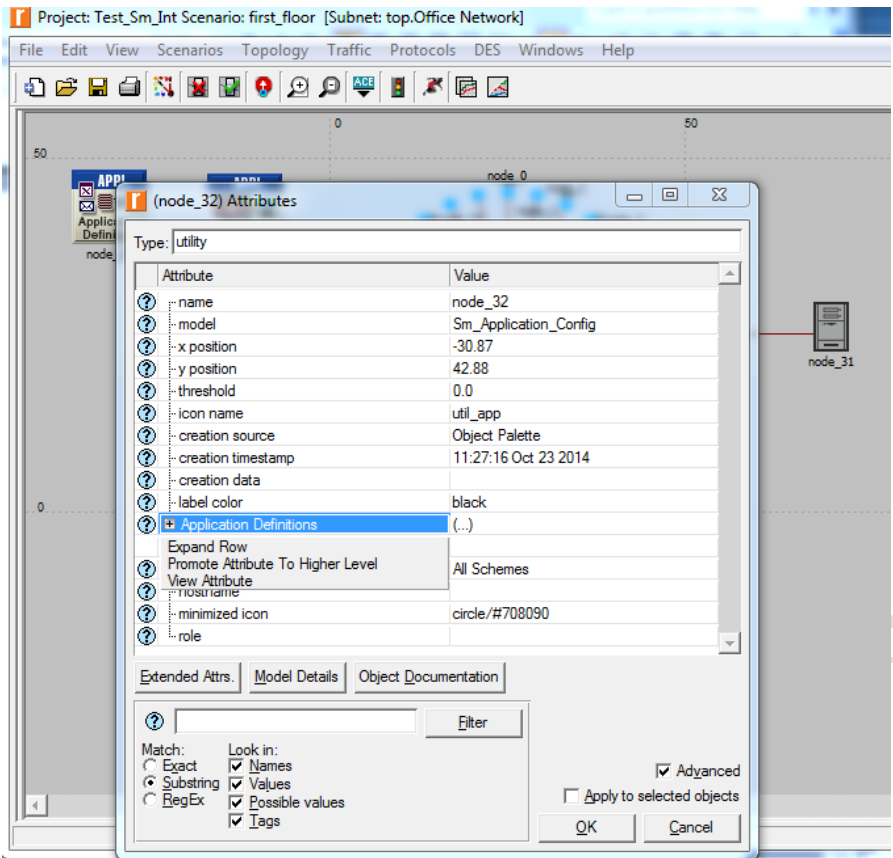 Project: Test_Sm_Int Scenario: first_floor [Subnet: top.Office Network]
File Edit View Scenarios Topology Traffic Protocols DES Windows Help
ACE
0 50
50
node_0
APPL
(node_32) Attributes
Type: utility
Attribute Value
name node_32
model Sm_Application_Config
x position -30.87
y position 42.88
node_31
threshold 0.0
icon name util_app
creation source Object Palette
creation timestamp 11:27:16 Oct 23 2014
creation data
label color black
0
Application Definitions (...)
Expand Row
Promote Attribute To Higher Level
All Schemes
View Attribute
hostname
minimized icon circle/#708090
role
Extended Attrs. Model Details Object Documentation
Filter
Match: Look in:
Exact Names
Substring Values
RegEx Possible values
Tags
Advanced
Apply to selected objects
OK Cancel